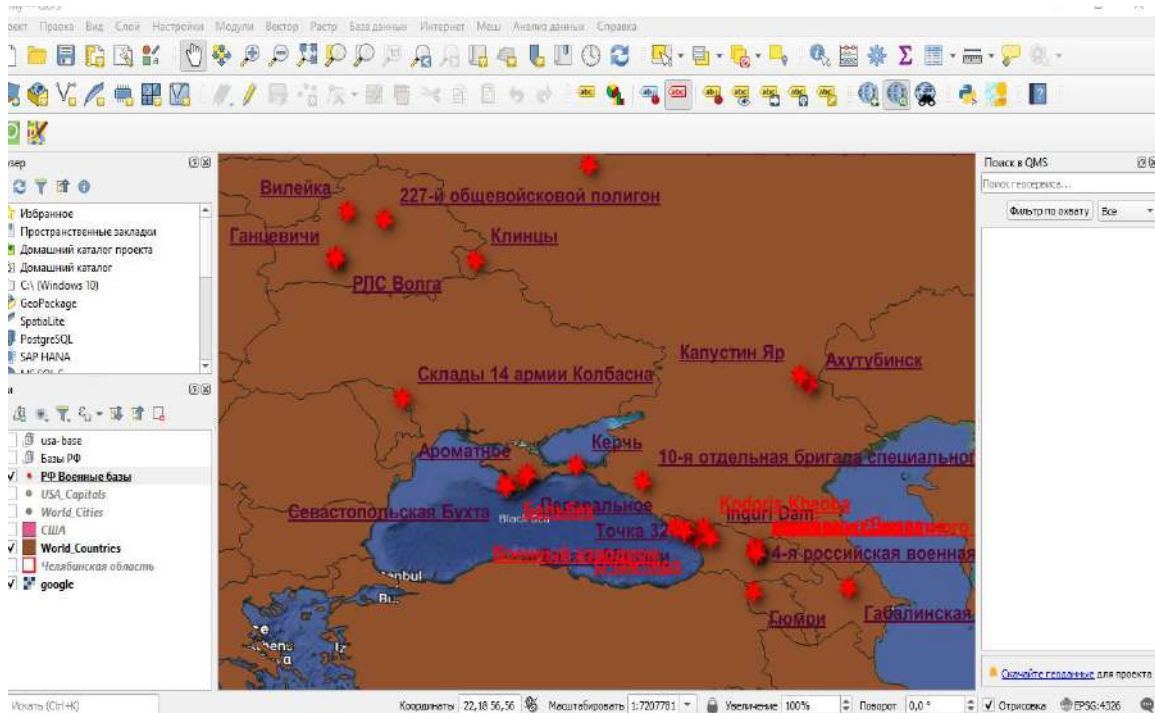 Правка Вид Слой Настройки Модули Вектор Растр База данных Интернет Меш Анализ данных Справка
Избранное
Пространственные закладки
Домашний каталог проекта
Домашний каталог
C:\ (Windows 10)
GeoPackage
SpatiaLite
PostgreSQL
SAP HANA
usa-base
Базы РФ
РФ Военные базы
USA_Capitals
World_Cities
США
World_Countries
Челябинская область
google
Вилейка
227-й общевойсковой полигон
Ганцевичи
Клинцы
РЛС Волга
Капустин Яр
Ахутубинск
Склады 14 армии Колбасна
Ароматное
Керчь
10-я отдельная бригада специального
Севастопольская Бухта
Black Sea
Kodoris Kheoba
Inguri Dam
Точка 32
4-я российская военная
Гюмри
Габалинская
Поиск в QMS
Поиск геосервиса...
Фильтр по охвату
Все
Скачайте геоданные для проекта
Искать (Ctrl+K)
Координаты 22,18 56,56 Масштабировать 1:7207781 Увеличение 100% Поворот 0,0 ° Отрисовка EPSG:4326